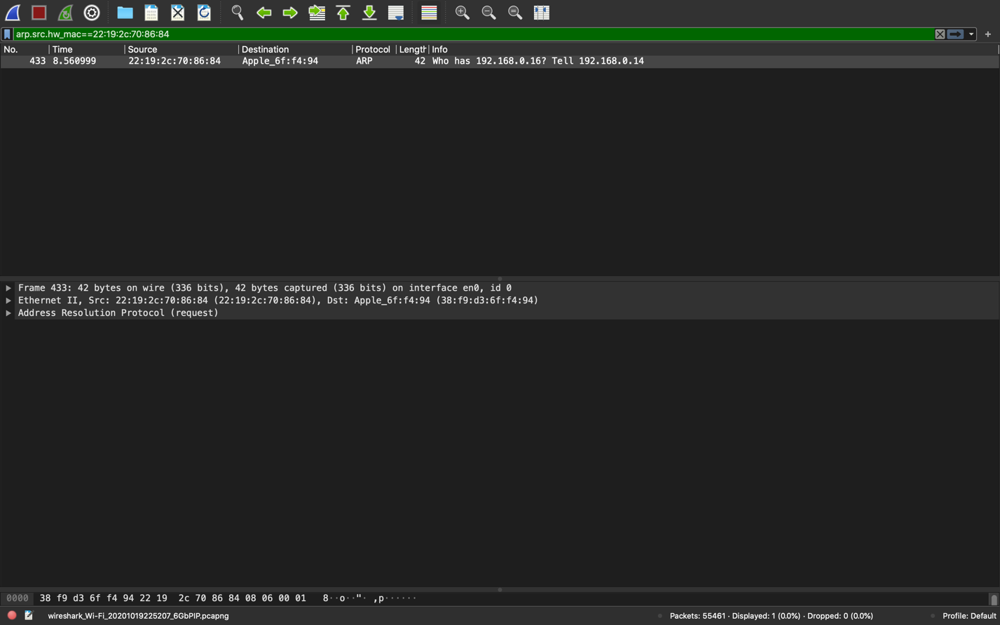 arp.src.hw_mac==22:19:2c:70:86:84
No. Time Source Destination Protocol Length Info
433 8.560999 22:19:2c:70:86:84 Apple_6f:f4:94 ARP 42 Who has 192.168.0.16? Tell 192.168.0.14
Frame 433: 42 bytes on wire (336 bits), 42 bytes captured (336 bits) on interface en0, id 0
Ethernet II, Src: 22:19:2c:70:86:84 (22:19:2c:70:86:84), Dst: Apple_6f:f4:94 (38:f9:d3:6f:f4:94)
Address Resolution Protocol (request)
0000 38 f9 d3 6f f4 94 22 19 2c 70 86 84 08 06 00 01 8··o··"· ,p······
wireshark_Wi-Fi_20201019225207_6GbPIP.pcapng Packets: 55461 · Displayed: 1 (0.0%) · Dropped: 0 (0.0%) Profile: Default